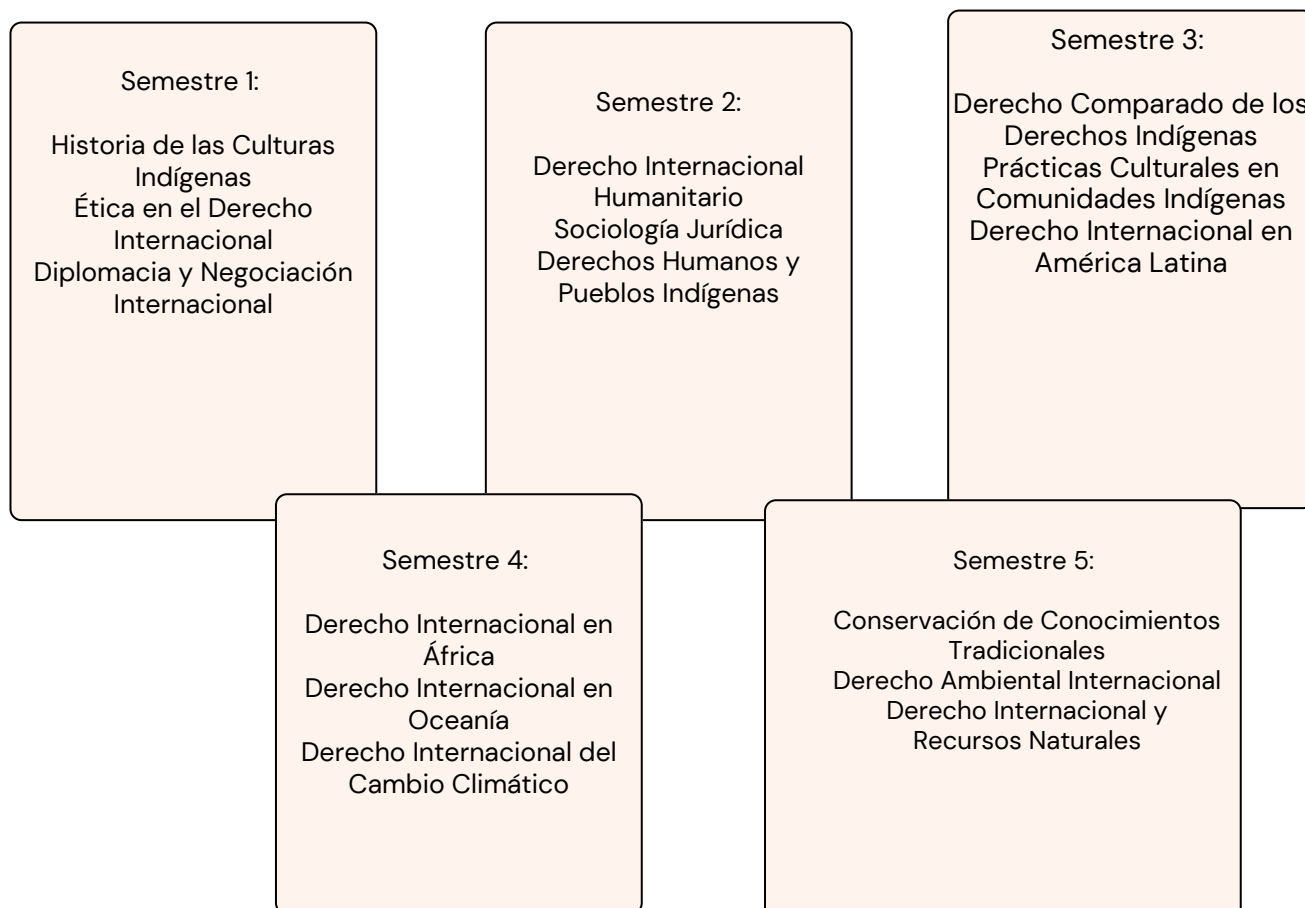 Semestre 1:
Historia de las Culturas
Indígenas
Ética en el Derecho
Internacional
Diplomacia y Negociación
Internacional
Semestre 2:
Derecho Internacional
Humanitario
Sociología Jurídica
Derechos Humanos y
Pueblos Indígenas
Semestre 3:
Derecho Comparado de los
Derechos Indígenas
Prácticas Culturales en
Comunidades Indígenas
Derecho Internacional en
América Latina
Semestre 4:
Derecho Internacional en
África
Derecho Internacional en
Oceanía
Derecho Internacional del
Cambio Climático
Semestre 5:
Conservación de Conocimientos
Tradicionales
Derecho Ambiental Internacional
Derecho Internacional y
Recursos Naturales